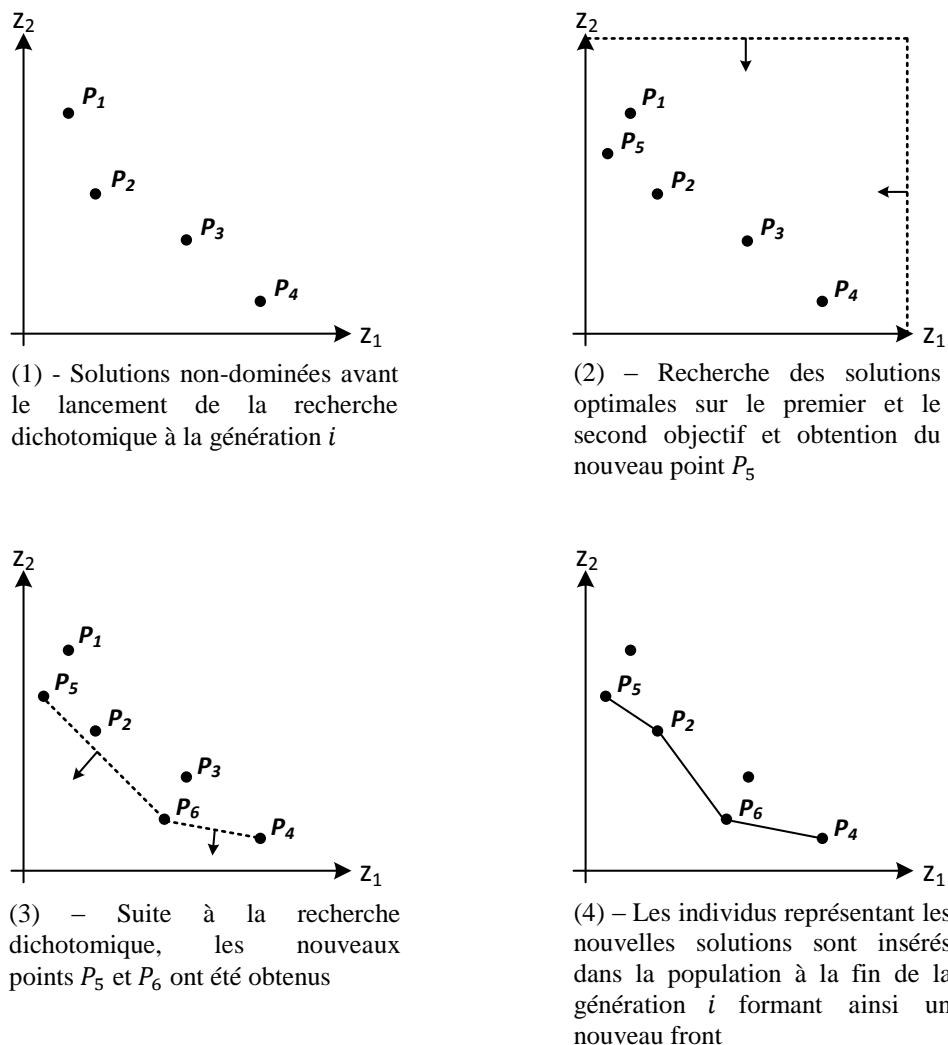 Z2
P1
P2
P3
P4
Z1
(1) - Solutions non-dominées avant
le lancement de la recherche
dichotomique à la génération i
Z2
P1
P5
P2
P3
P4
Z1
(2) – Recherche des solutions
optimales sur le premier et le
second objectif et obtention du
nouveau point P5
Z2
P1
P5
P2
P3
P6
P4
Z1
(3) – Suite à la recherche
dichotomique, les nouveaux
points P5 et P6 ont été obtenus
Z2
P5
P2
P6
P4
Z1
(4) – Les individus représentant les
nouvelles solutions sont insérés
dans la population à la fin de la
génération i formant ainsi un
nouveau front